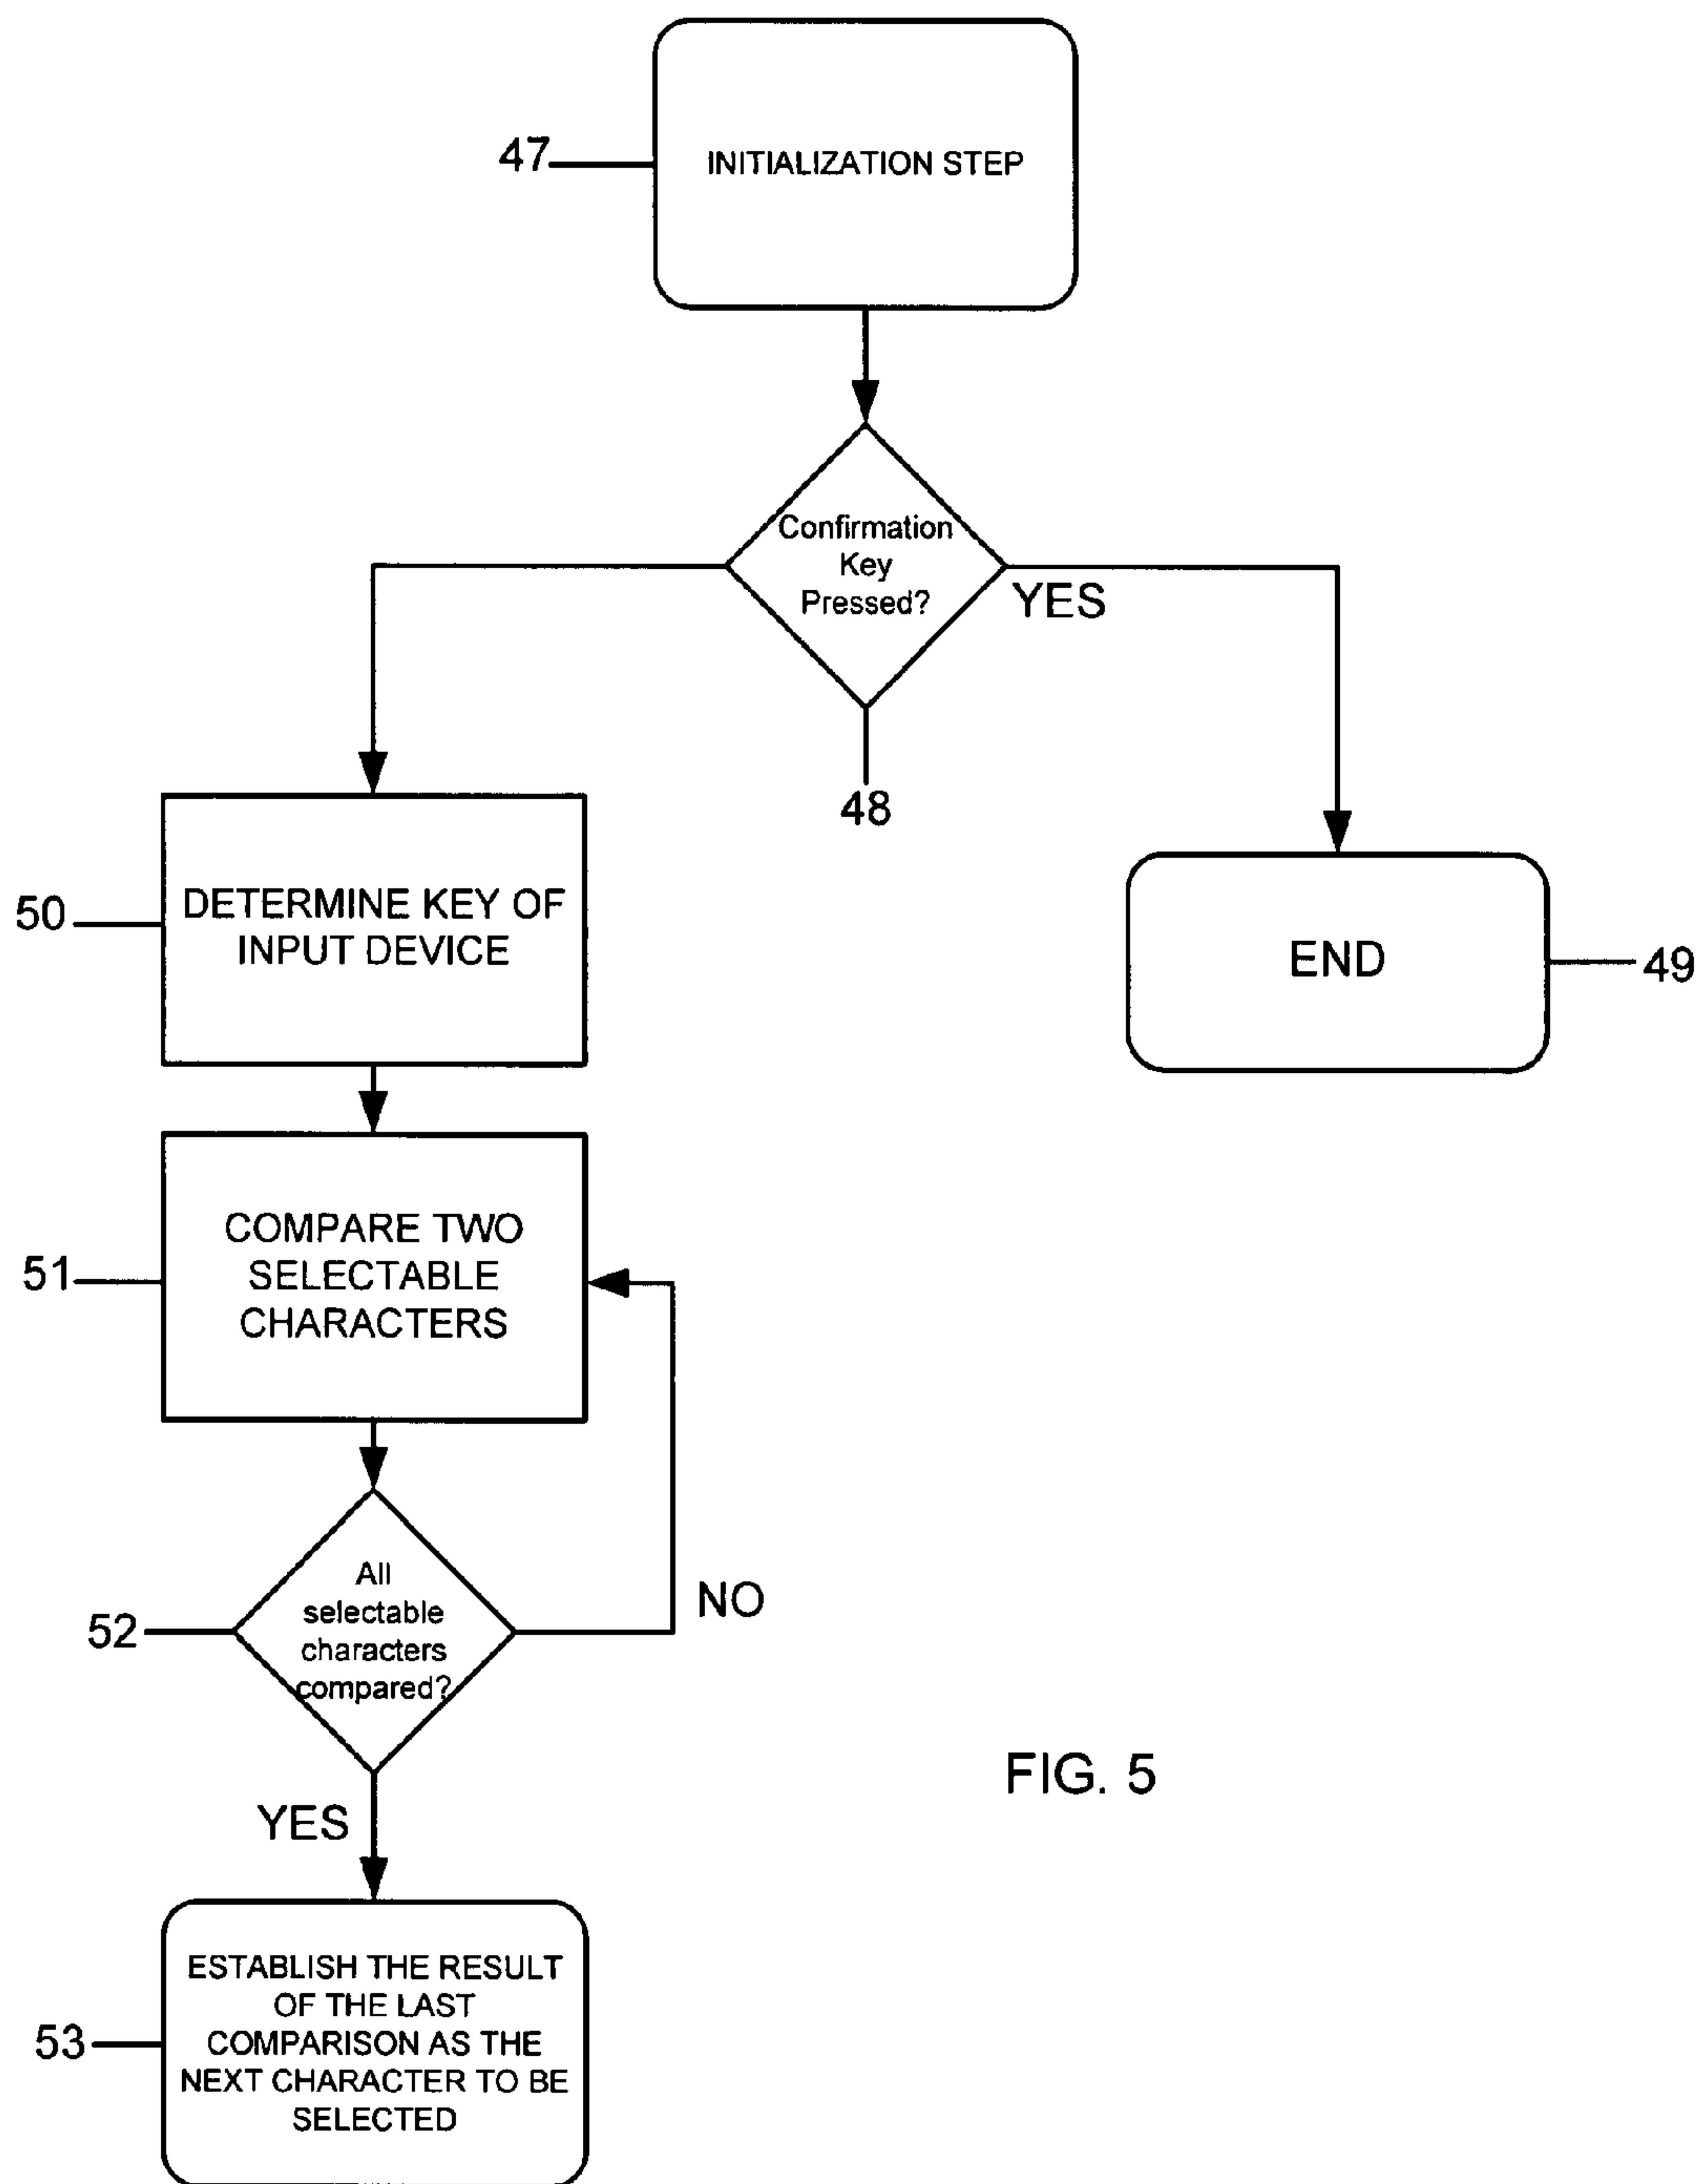 47
INITIALIZATION STEP
Confirmation
Key
Pressed?
YES
48
50
DETERMINE KEY OF
INPUT DEVICE
END
49
51
COMPARE TWO
SELECTABLE
CHARACTERS
52
All
selectable
characters
compared?
NO
YES
FIG. 5
53
ESTABLISH THE RESULT
OF THE LAST
COMPARISON AS THE
NEXT CHARACTER TO BE
SELECTED